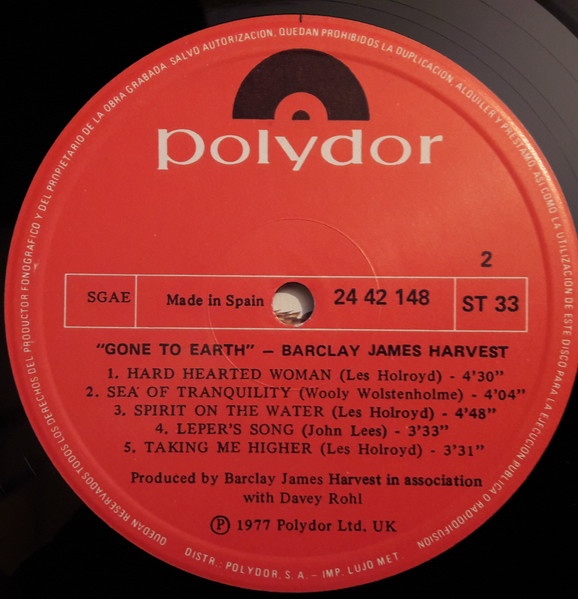 QUEDAN RESERVADOS TODOS LOS DERECHOS DEL PRODUCTOR FONOGRAFICO Y DEL PROPIETARIO DE LA OBRA GRABADA. SALVO AUTORIZACION, QUEDAN PROHIBIDOS LA DUPLICACION, ALQUILER Y PRESTAMO, ASI COMO LA UTILIZACION DE ESTE DISCO PARA LA EJECUCION PUBLICA O RADIODIFUSION
polydor
2
SGAE Made in Spain 24 42 148 ST 33
"GONE TO EARTH" – BARCLAY JAMES HARVEST
1. HARD HEARTED WOMAN (Les Holroyd) - 4'30"
2. SEA OF TRANQUILITY (Wooly Wolstenholme) - 4'04"
3. SPIRIT ON THE WATER (Les Holroyd) - 4'48"
4. LEPER'S SONG (John Lees) - 3'33"
5. TAKING ME HIGHER (Les Holroyd) - 3'31"
Produced by Barclay James Harvest in association
with Davey Rohl
Ⓟ 1977 Polydor Ltd. UK
DISTR.: POLYDOR, S. A. – IMP. LUJO MET